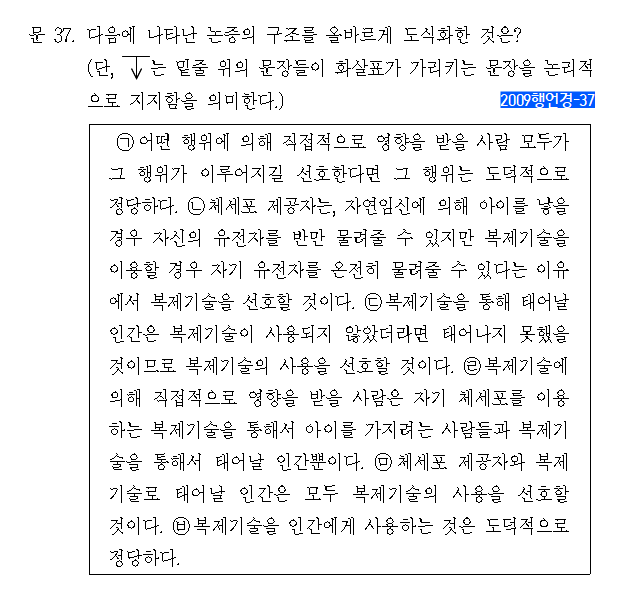 문 37. 다음에 나타난 논증의 구조를 올바르게 도식화한 것은?
(단, ↓는 밑줄 위의 문장들이 화살표가 가리키는 문장을 논리적
으로 지지함을 의미한다.) 2009행언경-37
㉠어떤 행위에 의해 직접적으로 영향을 받을 사람 모두가
그 행위가 이루어지길 선호한다면 그 행위는 도덕적으로
정당하다. ㉡체세포 제공자는, 자연임신에 의해 아이를 낳을
경우 자신의 유전자를 반만 물려줄 수 있지만 복제기술을
이용할 경우 자기 유전자를 온전히 물려줄 수 있다는 이유
에서 복제기술을 선호할 것이다. ㉢복제기술을 통해 태어날
인간은 복제기술이 사용되지 않았더라면 태어나지 못했을
것이므로 복제기술의 사용을 선호할 것이다. ㉣복제기술에
의해 직접적으로 영향을 받을 사람은 자기 체세포를 이용
하는 복제기술을 통해서 아이를 가지려는 사람들과 복제기
술을 통해서 태어날 인간뿐이다. ㉤체세포 제공자와 복제
기술로 태어날 인간은 모두 복제기술의 사용을 선호할
것이다. ㉥복제기술을 인간에게 사용하는 것은 도덕적으로
정당하다.